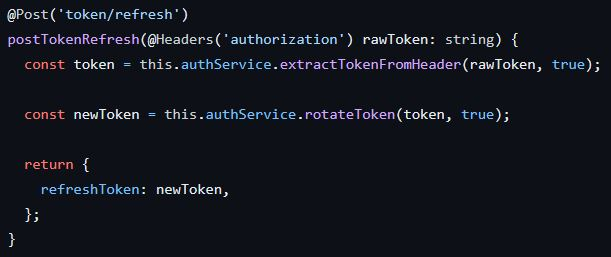 @Post('token/refresh')
postTokenRefresh(@Headers('authorization') rawToken: string) {
  const token = this.authService.extractTokenFromHeader(rawToken, true);

  const newToken = this.authService.rotateToken(token, true);

  return {
    refreshToken: newToken,
  };
}